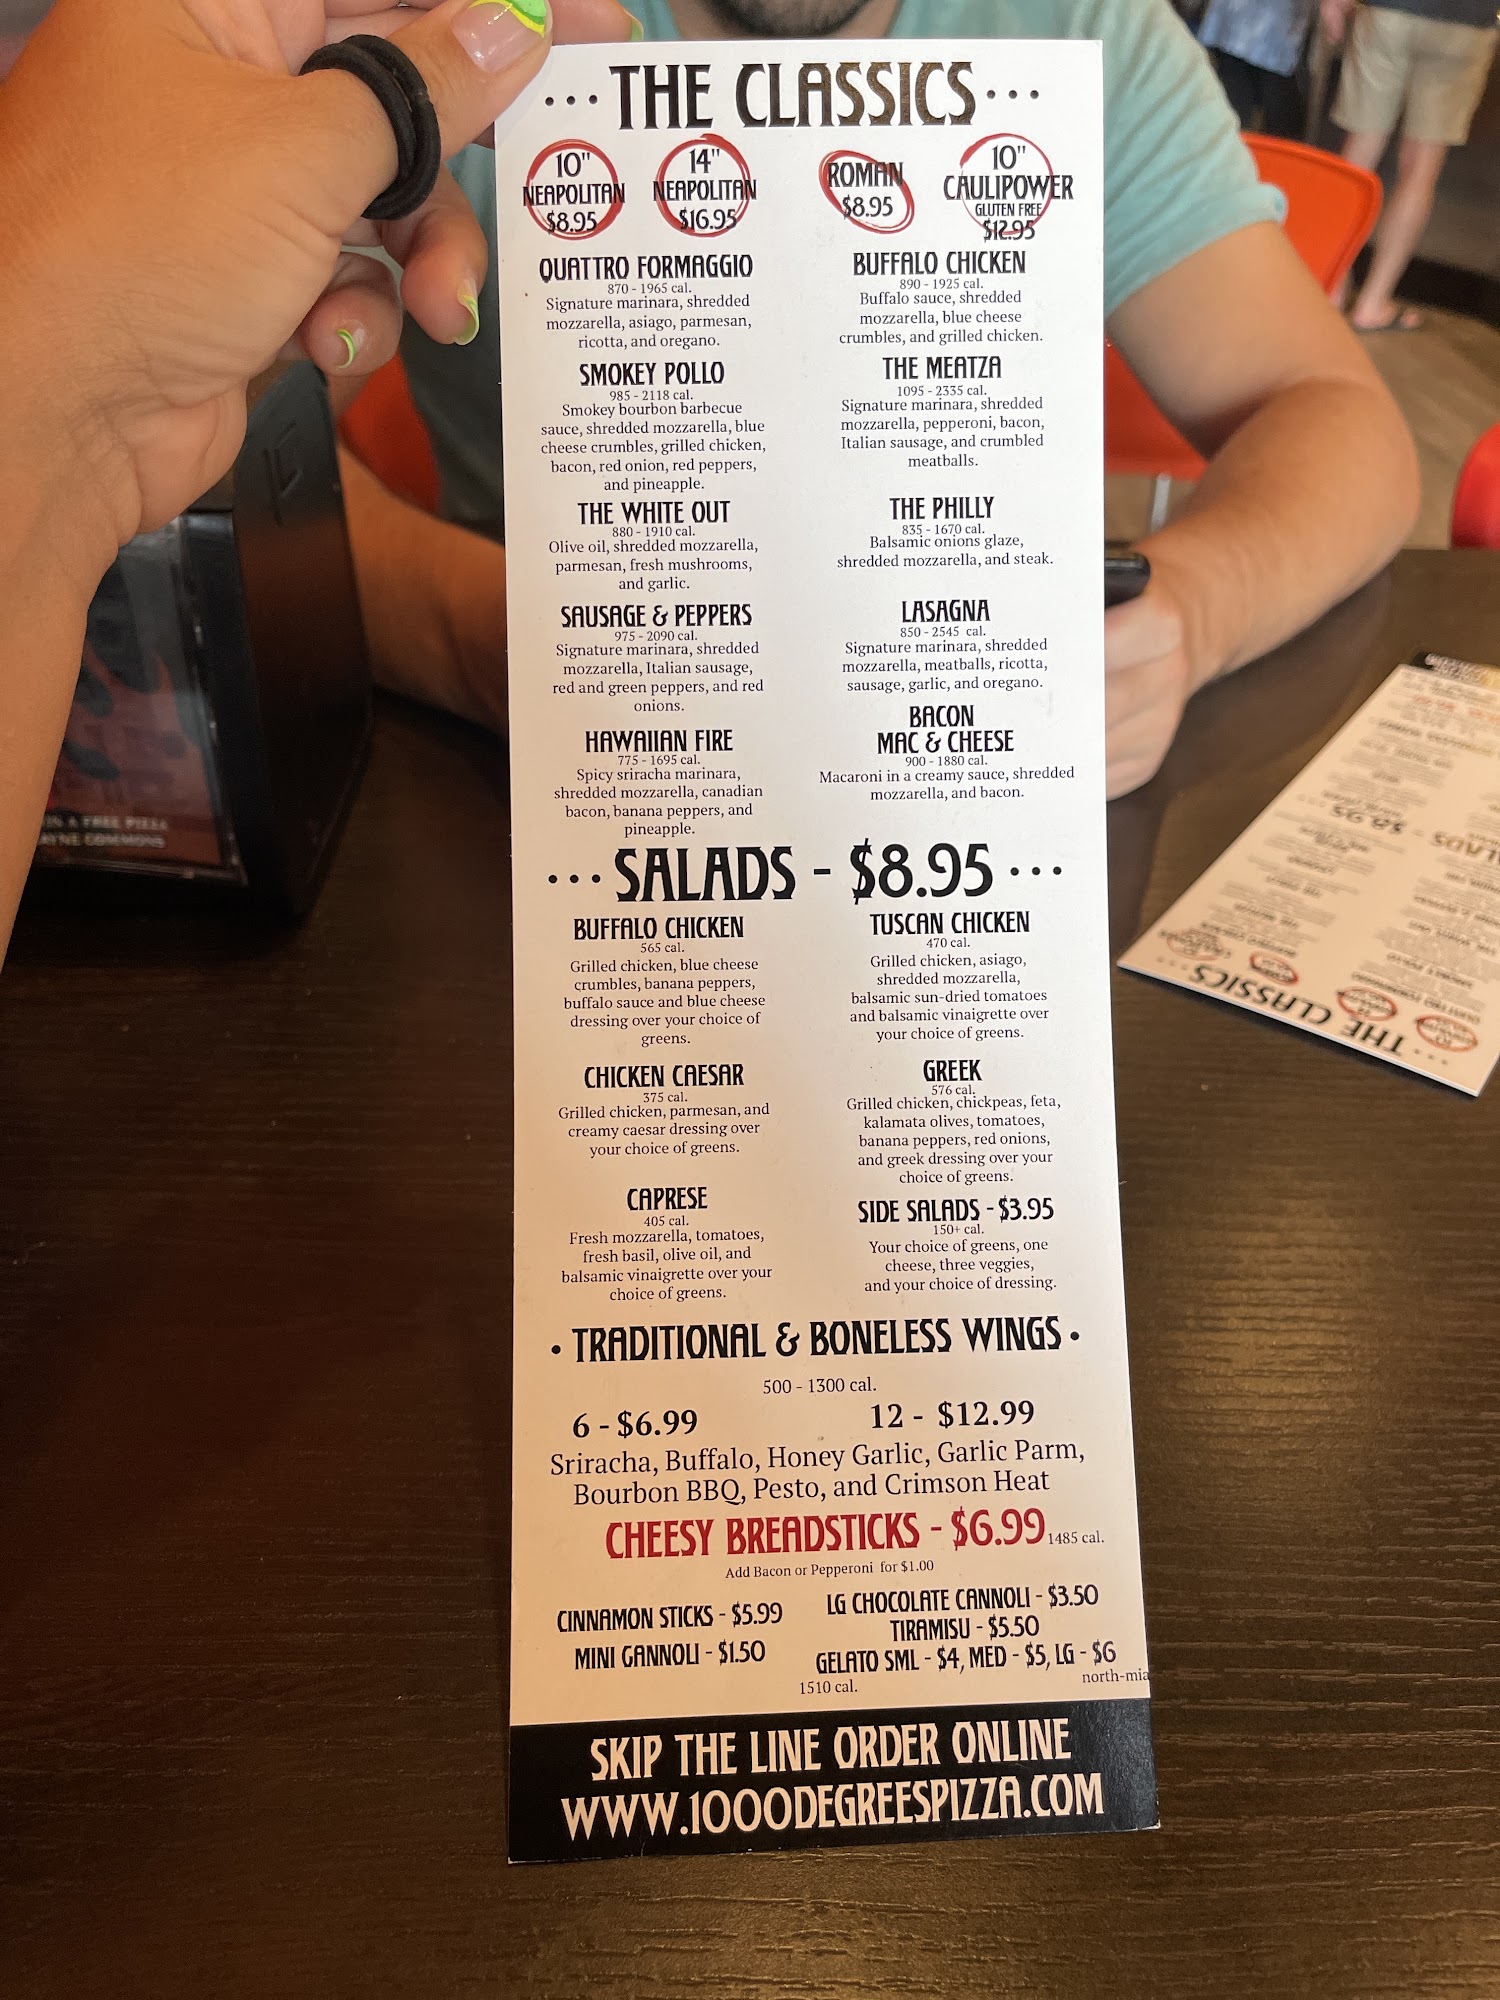 ··· THE CLASSICS ···
10"
NEAPOLITAN
$8.95
14"
NEAPOLITAN
$16.95
ROMAN
$8.95
10"
CAULIPOWER
GLUTEN FREE
$12.95
QUATTRO FORMAGGIO
870 - 1965 cal.
Signature marinara, shredded
mozzarella, asiago, parmesan,
ricotta, and oregano.
SMOKEY POLLO
985 - 2118 cal.
Smokey bourbon barbecue
sauce, shredded mozzarella, blue
cheese crumbles, grilled chicken,
bacon, red onion, red peppers,
and pineapple.
THE WHITE OUT
880 - 1910 cal.
Olive oil, shredded mozzarella,
parmesan, fresh mushrooms,
and garlic.
SAUSAGE & PEPPERS
975 - 2090 cal.
Signature marinara, shredded
mozzarella, Italian sausage,
red and green peppers, and red
onions.
HAWAIIAN FIRE
775 - 1695 cal.
Spicy sriracha marinara,
shredded mozzarella, canadian
bacon, banana peppers, and
pineapple.
BUFFALO CHICKEN
890 - 1925 cal.
Buffalo sauce, shredded
mozzarella, blue cheese
crumbles, and grilled chicken.
THE MEATZA
1095 - 2335 cal.
Signature marinara, shredded
mozzarella, pepperoni, bacon,
Italian sausage, and crumbled
meatballs.
THE PHILLY
835 - 1670 cal.
Balsamic onions glaze,
shredded mozzarella, and steak.
LASAGNA
850 - 2545 cal.
Signature marinara, shredded
mozzarella, meatballs, ricotta,
sausage, garlic, and oregano.
BACON
MAC & CHEESE
900 - 1880 cal.
Macaroni in a creamy sauce, shredded
mozzarella, and bacon.
··· SALADS - $8.95 ···
BUFFALO CHICKEN
565 cal.
Grilled chicken, blue cheese
crumbles, banana peppers,
buffalo sauce and blue cheese
dressing over your choice of
greens.
CHICKEN CAESAR
375 cal.
Grilled chicken, parmesan, and
creamy caesar dressing over
your choice of greens.
CAPRESE
405 cal.
Fresh mozzarella, tomatoes,
fresh basil, olive oil, and
balsamic vinaigrette over your
choice of greens.
TUSCAN CHICKEN
470 cal.
Grilled chicken, asiago,
shredded mozzarella,
balsamic sun-dried tomatoes
and balsamic vinaigrette over
your choice of greens.
GREEK
576 cal.
Grilled chicken, chickpeas, feta,
kalamata olives, tomatoes,
banana peppers, red onions,
and greek dressing over your
choice of greens.
SIDE SALADS - $3.95
150+ cal.
Your choice of greens, one
cheese, three veggies,
and your choice of dressing.
· TRADITIONAL & BONELESS WINGS ·
500 - 1300 cal.
6 - $6.99 12 - $12.99
Sriracha, Buffalo, Honey Garlic, Garlic Parm,
Bourbon BBQ, Pesto, and Crimson Heat
CHEESY BREADSTICKS - $6.99 1485 cal.
Add Bacon or Pepperoni for $1.00
CINNAMON STICKS - $5.99
MINI CANNOLI - $1.50
LG CHOCOLATE CANNOLI - $3.50
TIRAMISU - $5.50
GELATO SML - $4, MED - $5, LG - $6
1510 cal.
north-mia
SKIP THE LINE ORDER ONLINE
WWW.1000DEGREESPIZZA.COM
THE CLASSICS ···
$8.95
A FREE PIZZA
COMMONS